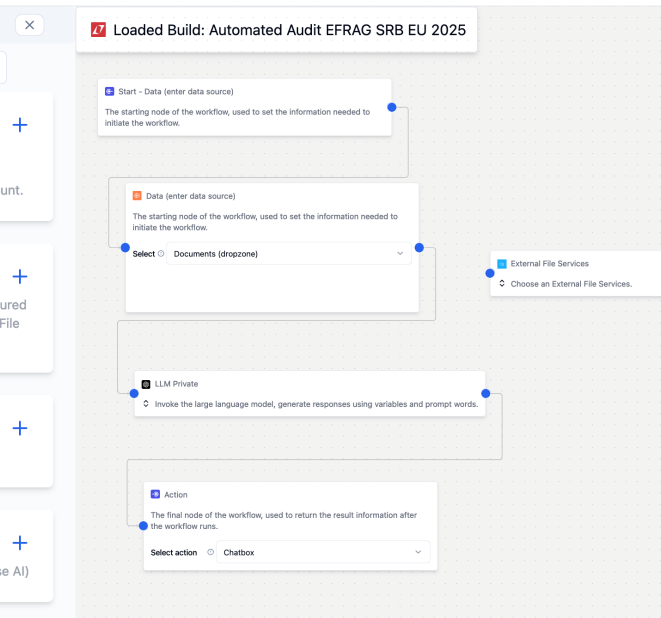 Loaded Build: Automated Audit EFRAG SRB EU 2025
Start - Data (enter data source)
The starting node of the workflow, used to set the information needed to
initiate the workflow.
unt.
Data (enter data source)
The starting node of the workflow, used to set the information needed to
initiate the workflow.
Select
Documents (dropzone)
External File Services
Choose an External File Services.
ured
File
LLM Private
Invoke the large language model, generate responses using variables and prompt words.
Action
The final node of the workflow, used to return the result information after
the workflow runs.
Select action
Chatbox
se AI)